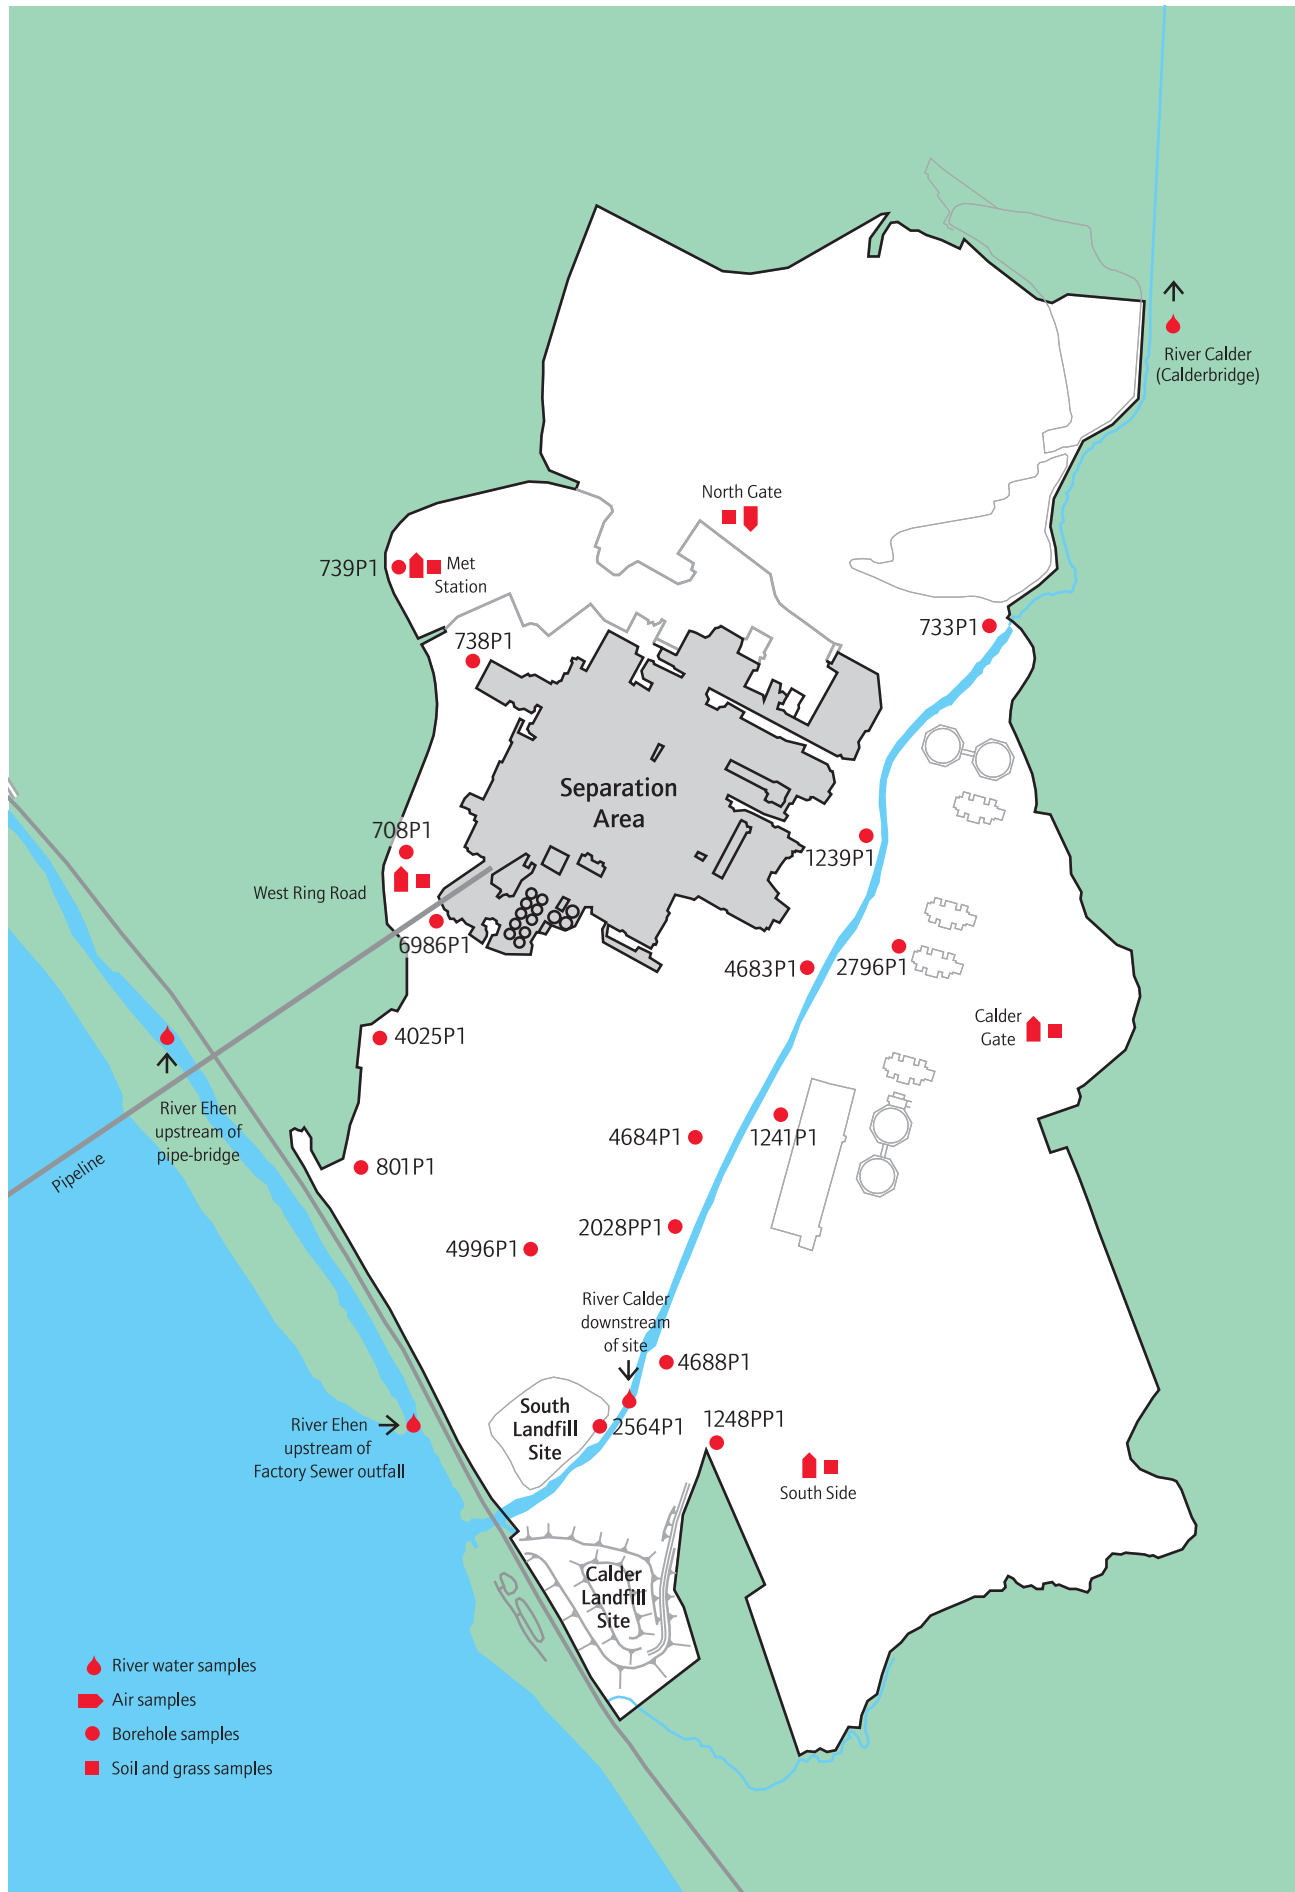 River Calder
(Calderbridge)
North Gate
739P1
Met
Station
733P1
738P1
Separation
Area
708P1
1239P1
West Ring Road
6986P1
4683P1
2796P1
Calder
Gate
4025P1
River Ehen
upstream of
pipe-bridge
4684P1
1241P1
Pipeline
801P1
2028PP1
4996P1
River Calder
downstream
of site
4688P1
South
Landfill
Site
2564P1
1248PP1
River Ehen
upstream of
Factory Sewer outfall
South Side
Calder
Landfill
Site
River water samples
Air samples
Borehole samples
Soil and grass samples